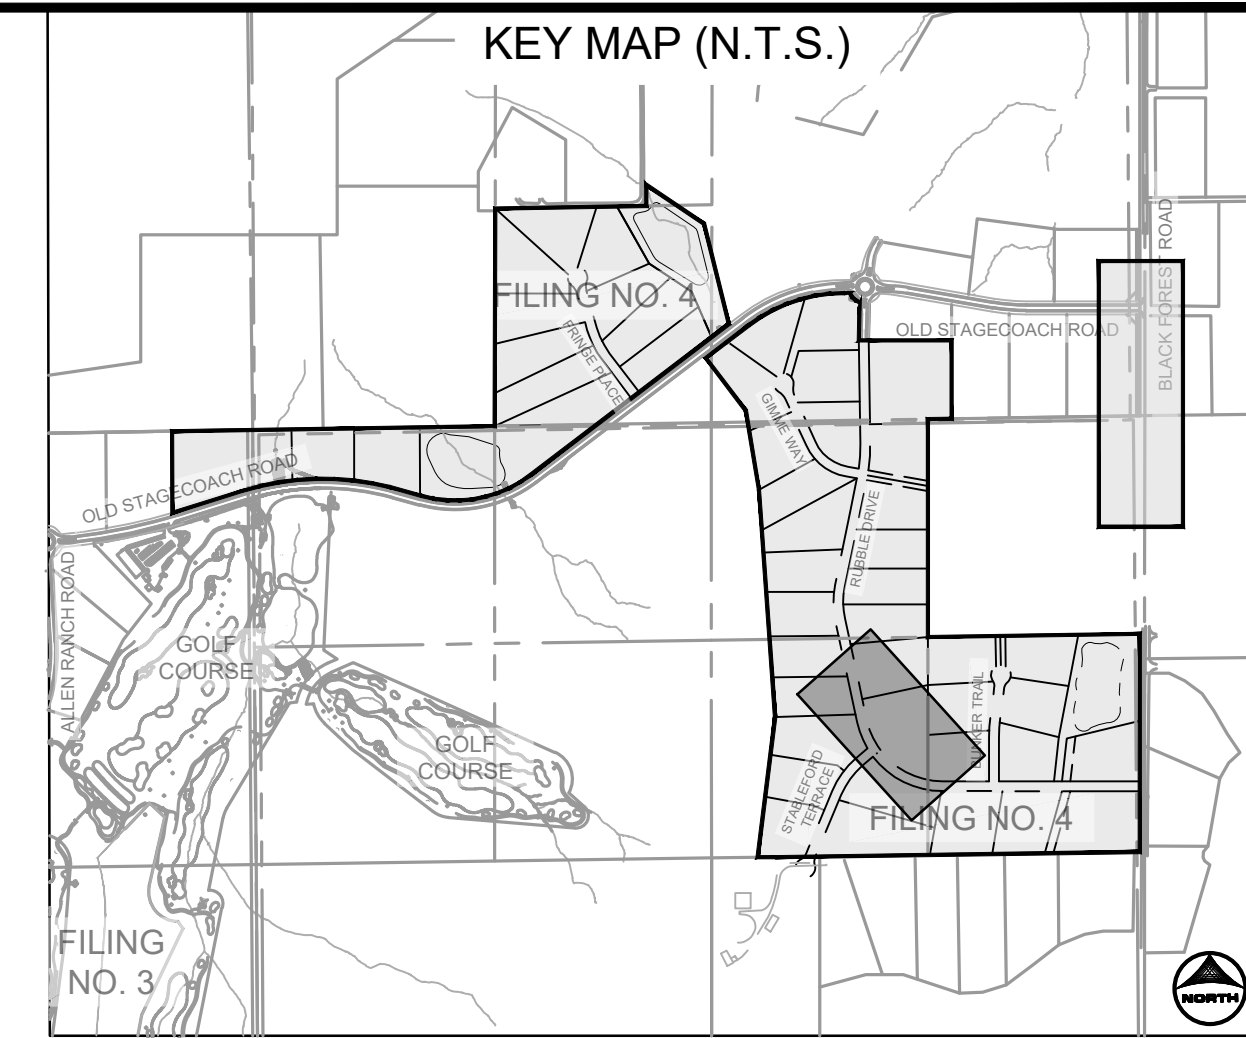 KEY MAP (N.T.S.)
BLACK FOREST ROAD
FILING NO. 4
OLD STAGECOACH ROAD
FRINGE PLACE
GIMME WAY
OLD STAGECOACH ROAD
RUBBLE DRIVE
ALLEN RANCH ROAD
GOLF
COURSE
BUNKER TRAIL
GOLF
COURSE
STABLEFORD
TERRACE
FILING NO. 4
FILING
NO. 3
NORTH